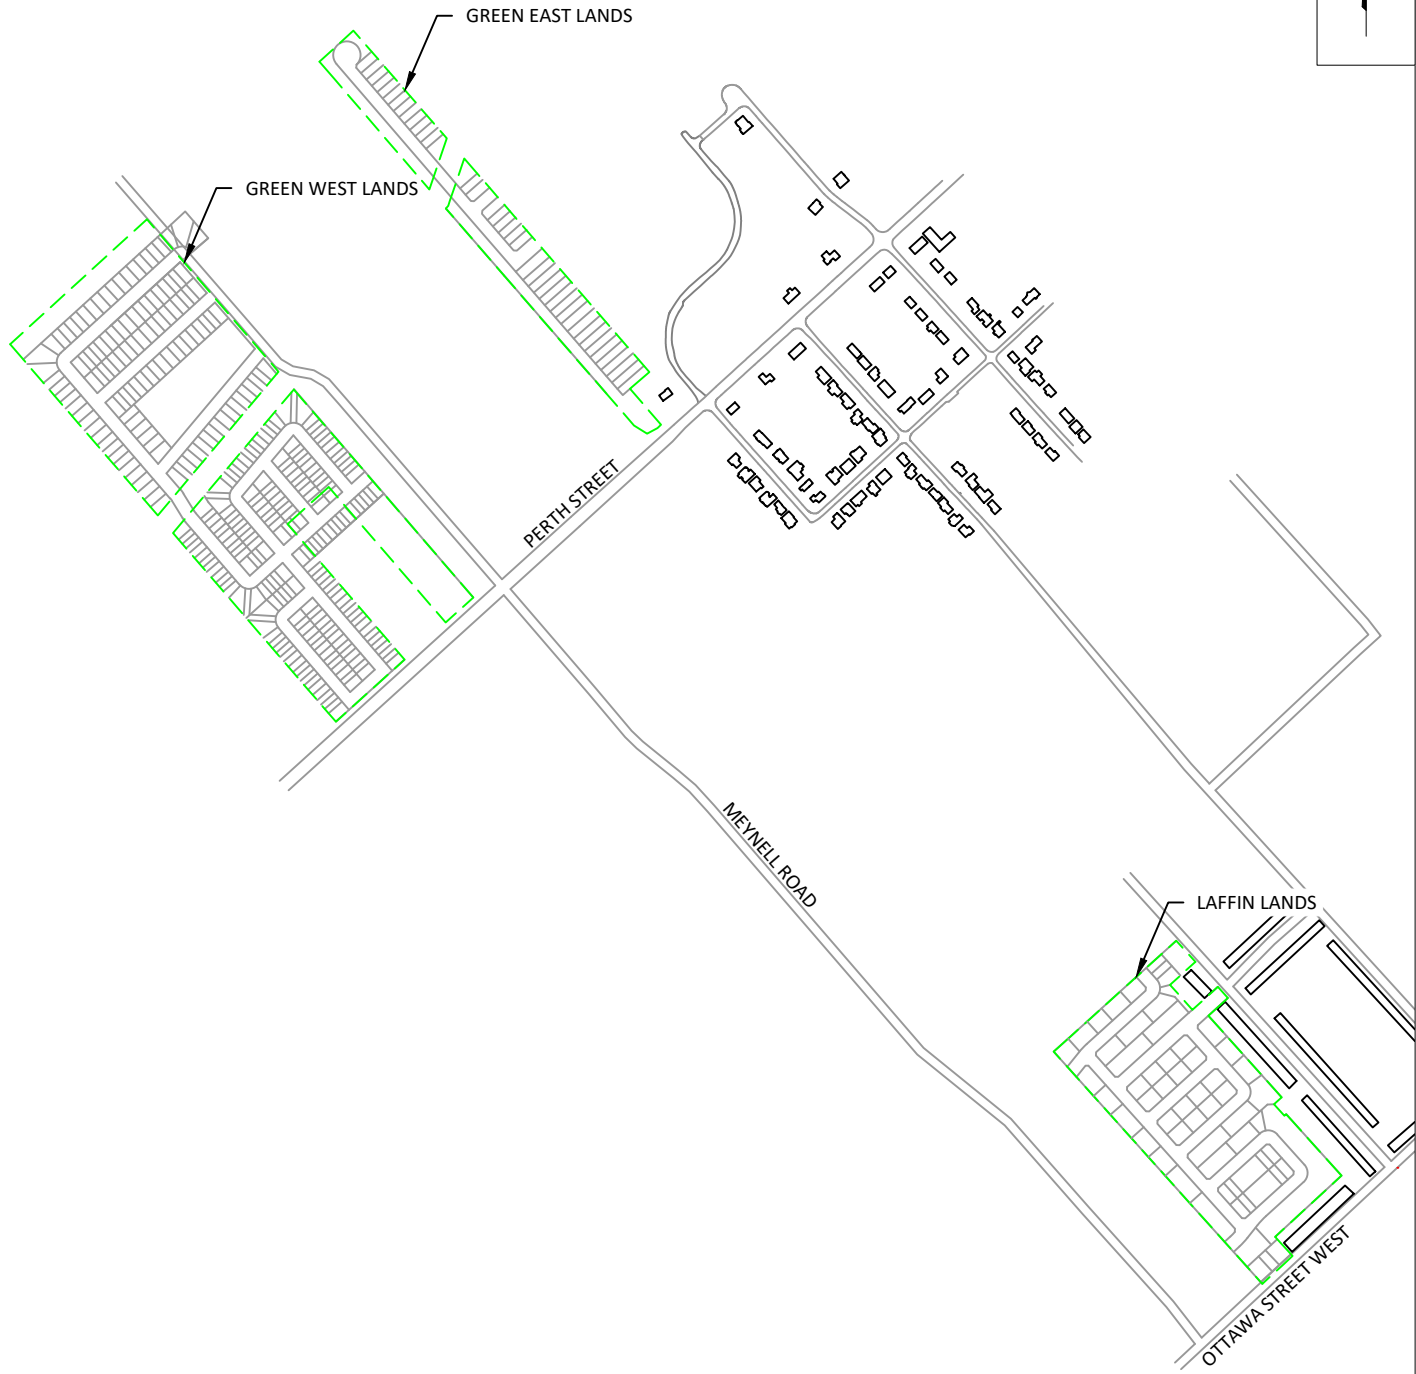 GREEN EAST LANDS
GREEN WEST LANDS
PERTH STREET
MEYNELL ROAD
LAFFIN LANDS
OTTAWA STREET WEST